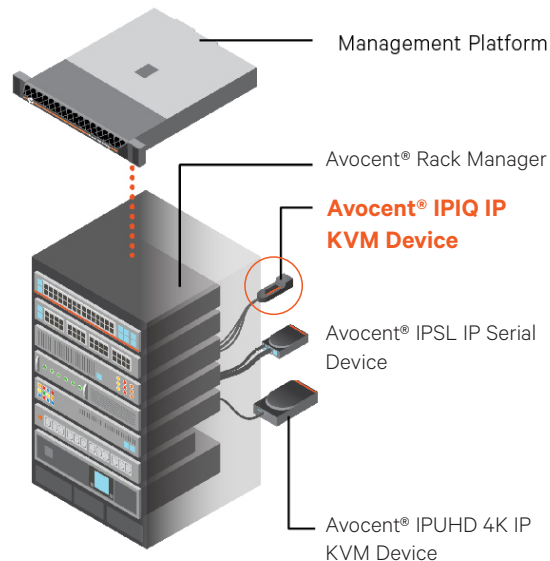 Management Platform
Avocent® Rack Manager
Avocent® IPIQ IP
KVM Device
Avocent® IPSL IP Serial
Device
Avocent® IPUHD 4K IP
KVM Device